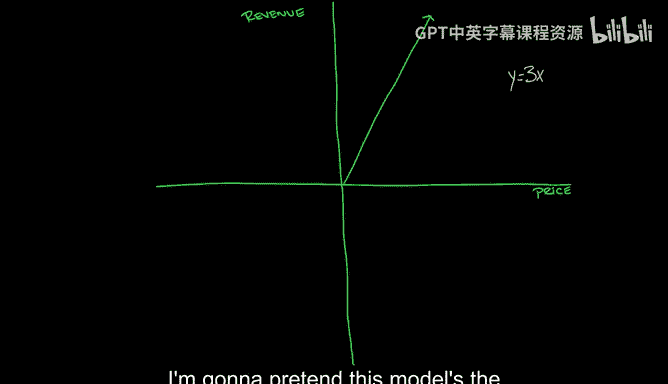 REVENUE
GPT中英字幕课程资源 bilibili
y=3x
PRICE
I'm gonna pretend this model's the